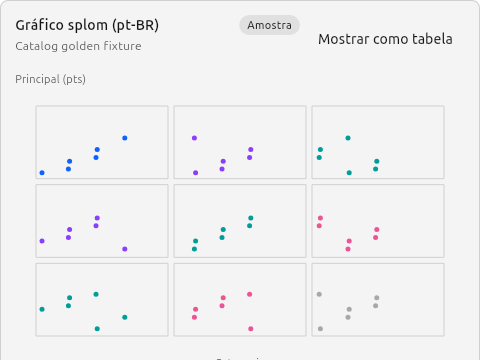 Gráfico splom (pt-BR)
Amostra
Mostrar como tabela
Catalog golden fixture
Principal (pts)